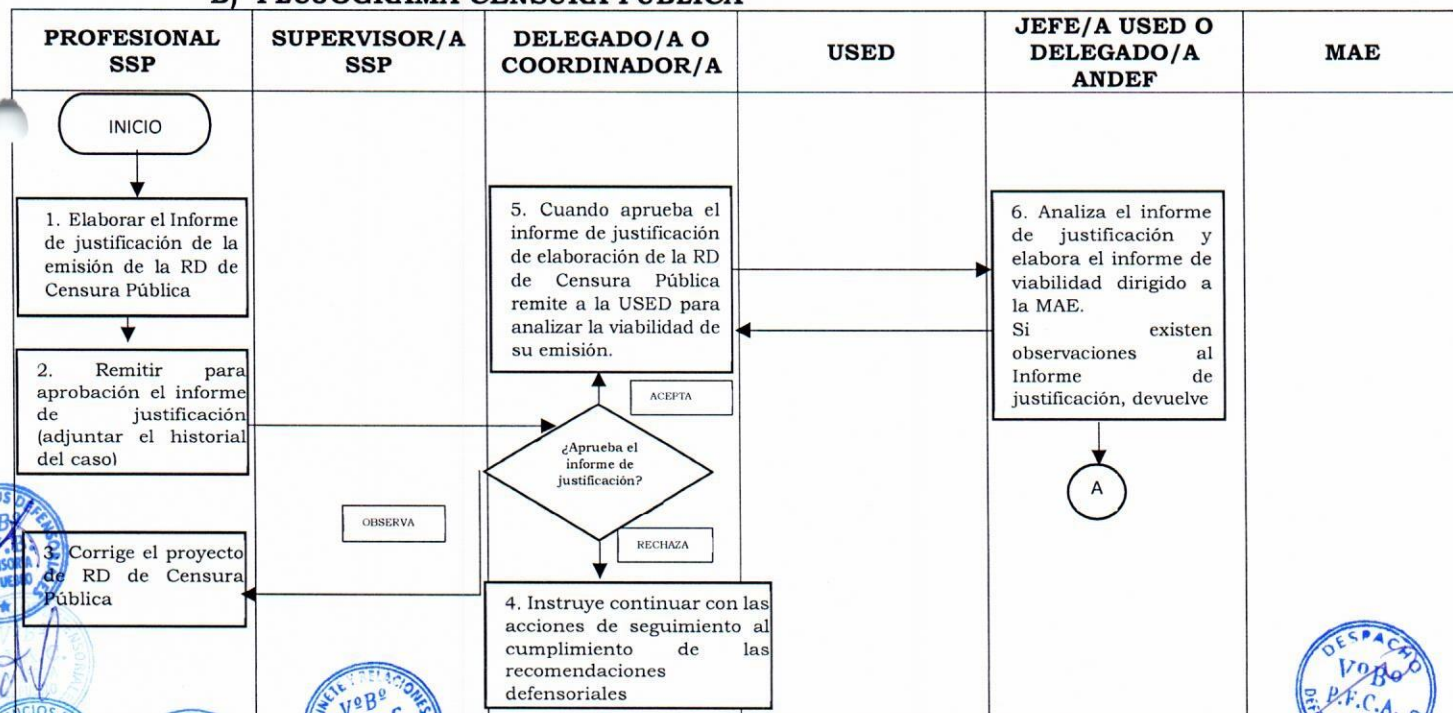 B) FLUJOGRAMA CENSURA PÚBLICA
PROFESIONAL
SSP
SUPERVISOR/A
SSP
DELEGADO/A O
COORDINADOR/A
USED
JEFE/A USED O
DELEGADO/A
ANDEF
MAE
INICIO
1. Elaborar el Informe
de justificación de la
emisión de la RD de
Censura Pública
2. Remitir para
aprobación el informe
de justificación
(adjuntar el historial
del caso)
3. Corrige el proyecto
de RD de Censura
Pública
OBSERVA
5. Cuando aprueba el
informe de justificación
de elaboración de la RD
de Censura Pública
remite a la USED para
analizar la viabilidad de
su emisión.
ACEPTA
¿Aprueba el
informe de
justificación?
RECHAZA
4. Instruye continuar con las
acciones de seguimiento al
cumplimiento de las
recomendaciones
defensoriales
6. Analiza el informe
de justificación y
elabora el informe de
viabilidad dirigido a
la MAE.
Si existen
observaciones al
Informe de
justificación, devuelve
A
DESPACHO
VºBº
P.F.C.A.
VºBº